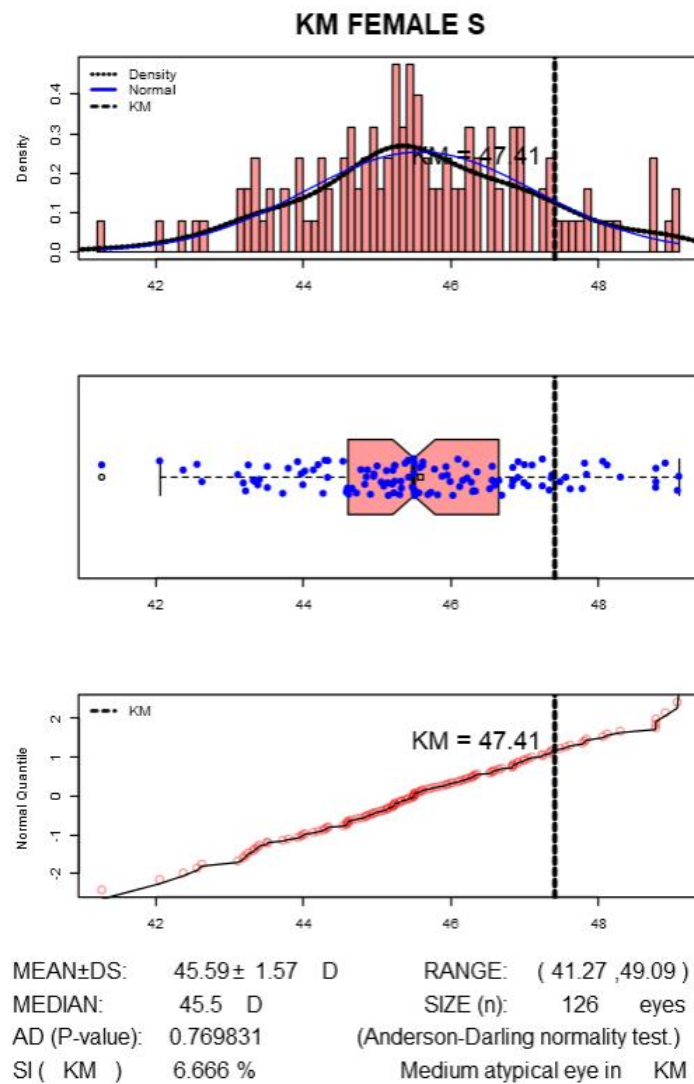 KM FEMALE S
Density
Normal
KM
KM = 47.41
Density
0.0 0.1 0.2 0.3 0.4
42 44 46 48
42 44 46 48
KM
KM = 47.41
Normal Quantile
-2 -1 0 1 2
42 44 46 48
MEAN±DS: 45.59 ± 1.57 D RANGE: ( 41.27 ,49.09 )
MEDIAN: 45.5 D SIZE (n): 126 eyes
AD (P-value): 0.769831 (Anderson-Darling normality test.)
SI ( KM ) 6.666 % Medium atypical eye in KM